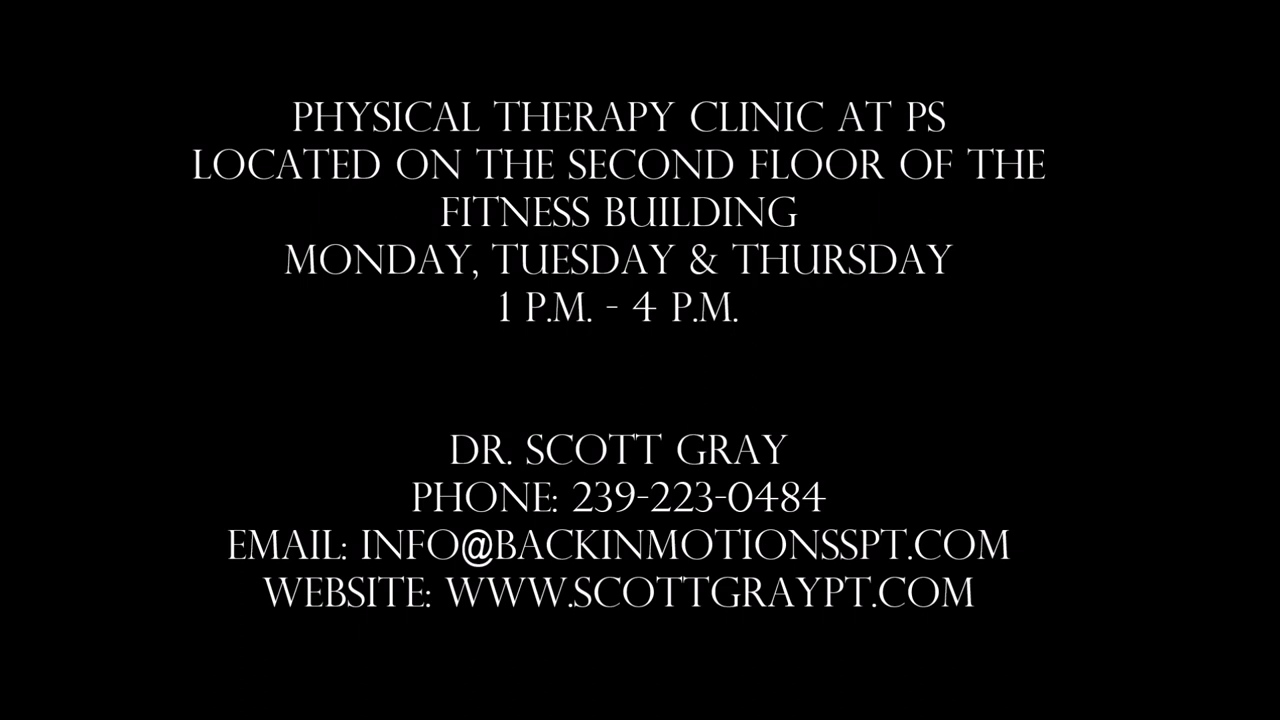 PHYSICAL THERAPY CLINIC AT PS
LOCATED ON THE SECOND FLOOR OF THE
FITNESS BUILDING
MONDAY, TUESDAY & THURSDAY
1 P.M. - 4 P.M.
DR. SCOTT GRAY
PHONE: 239-223-0484
EMAIL: INFO@BACKINMOTIONSSPT.COM
WEBSITE: WWW.SCOTTGRAYPT.COM